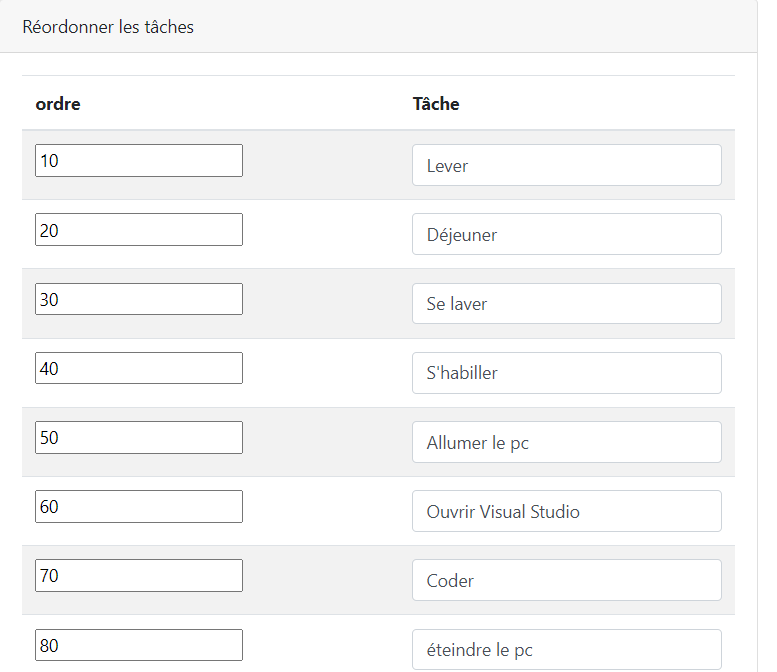 Réordonner les tâches
ordre Tâche
10 Lever
20 Déjeuner
30 Se laver
40 S'habiller
50 Allumer le pc
60 Ouvrir Visual Studio
70 Coder
80 éteindre le pc